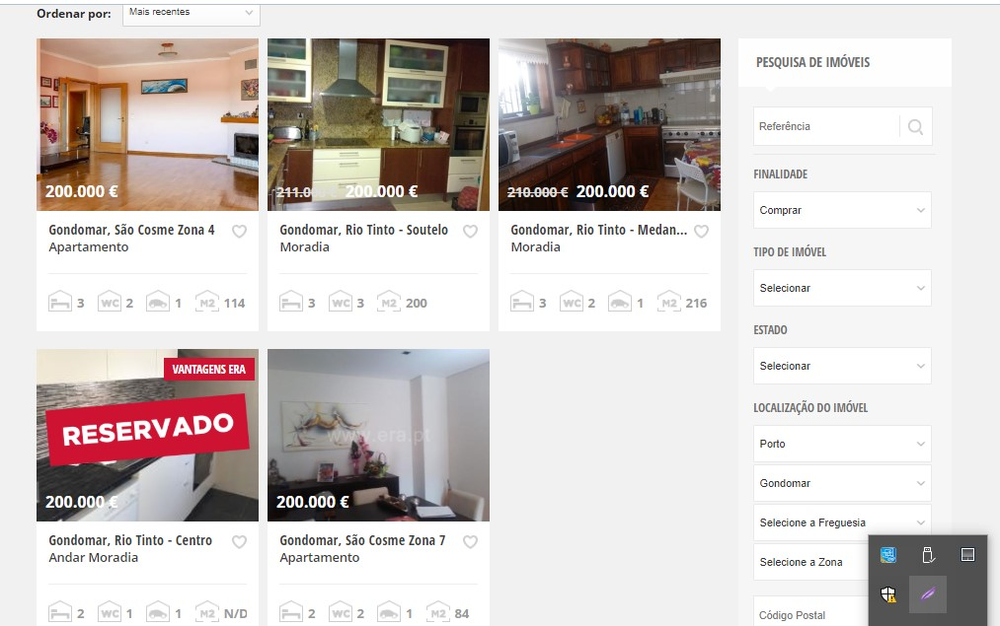 Ordenar por:
Mais recentes
200.000 €
Gondomar, São Cosme Zona 4
Apartamento
3 WC 2 1 M2 114
211.000 € 200.000 €
Gondomar, Rio Tinto - Soutelo
Moradia
3 WC 3 M2 200
210.000 € 200.000 €
Gondomar, Rio Tinto - Medan...
Moradia
3 WC 2 1 M2 216
VANTAGENS ERA
RESERVADO
200.000 €
Gondomar, Rio Tinto - Centro
Andar Moradia
2 WC 1 1 M2 N/D
www.era.pt
200.000 €
Gondomar, São Cosme Zona 7
Apartamento
2 WC 2 1 M2 84
PESQUISA DE IMÓVEIS
Referência
FINALIDADE
Comprar
TIPO DE IMÓVEL
Selecionar
ESTADO
Selecionar
LOCALIZAÇÃO DO IMÓVEL
Porto
Gondomar
Selecione a Freguesia
Selecione a Zona
Código Postal